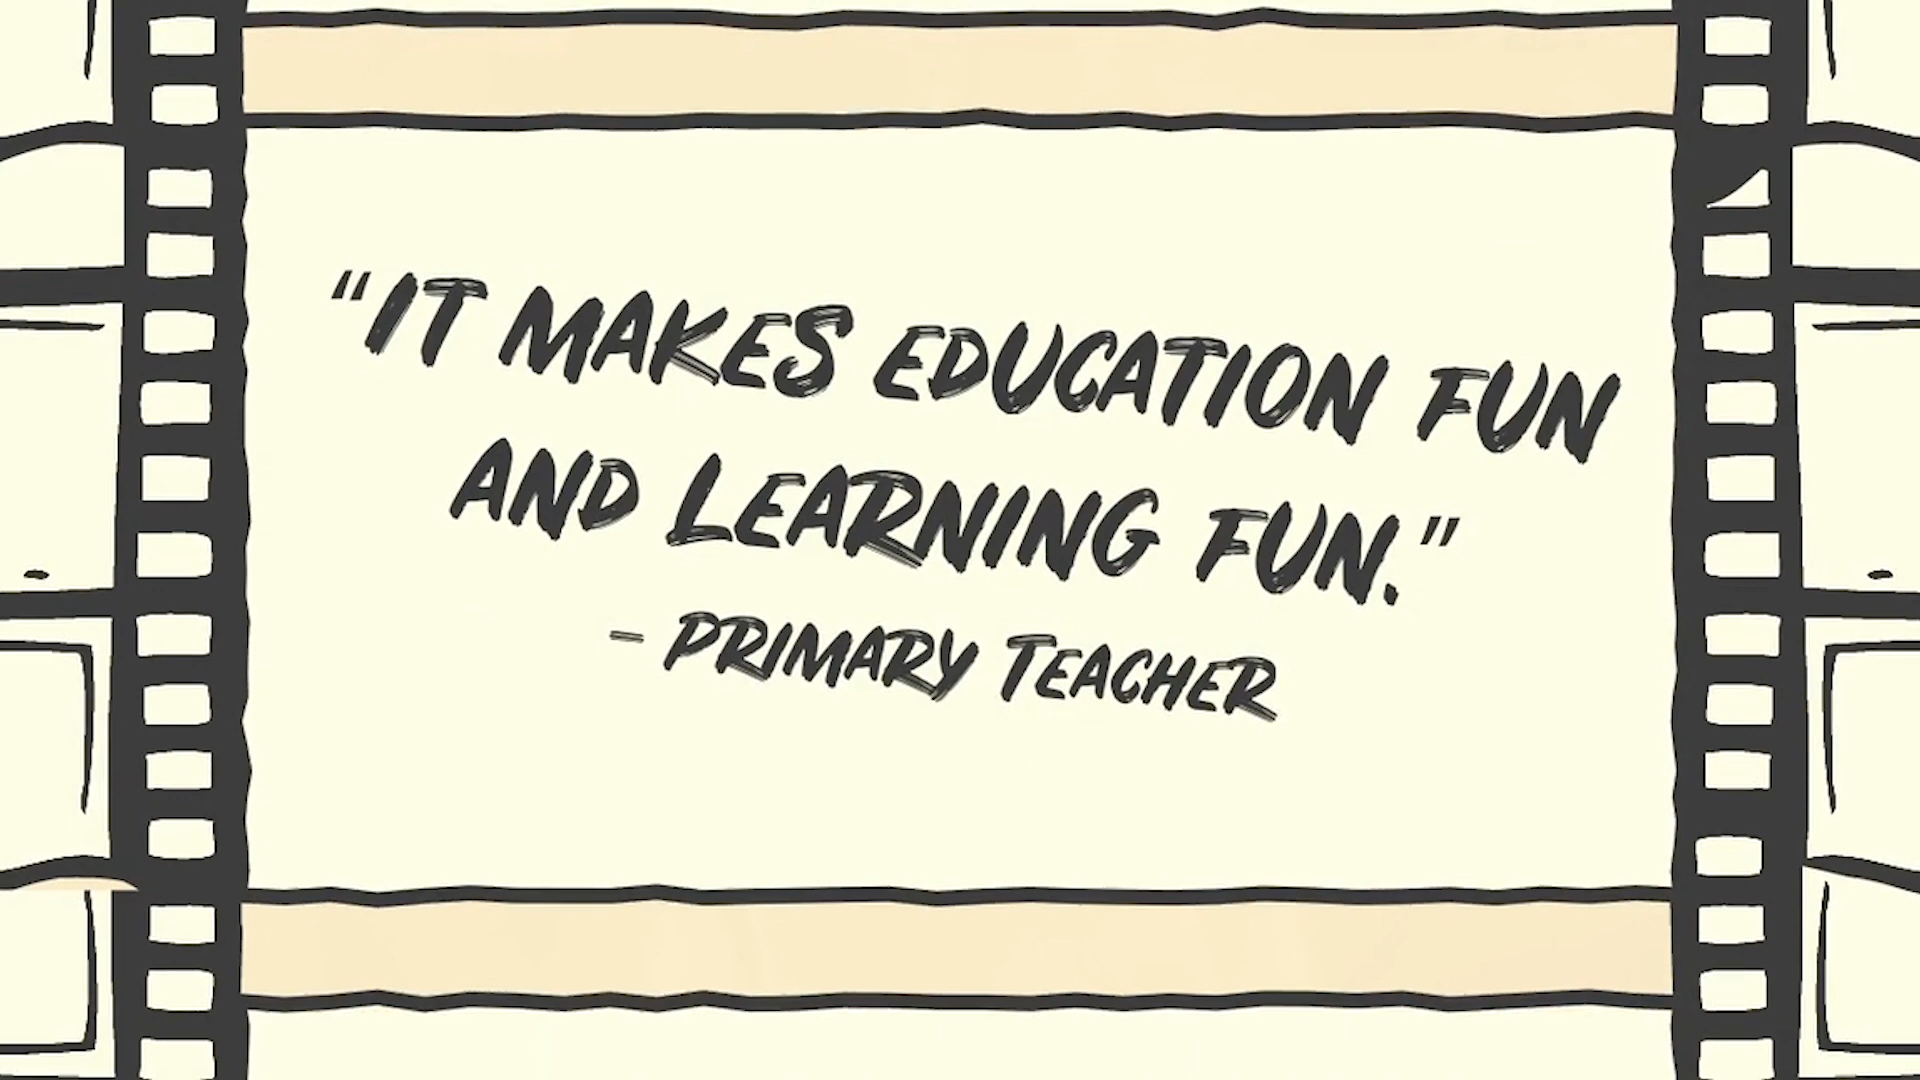 “IT MAKES EDUCATION FUN
AND LEARNING FUN.”
- PRIMARY TEACHER